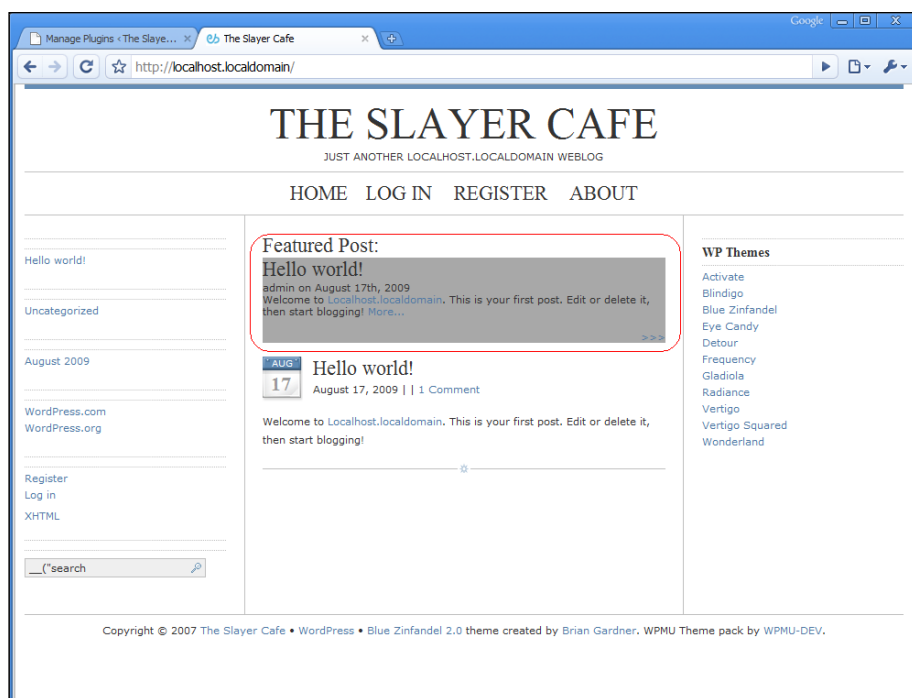 Google
Manage Plugins ‹ The Slaye...
The Slayer Cafe
http://localhost.localdomain/
THE SLAYER CAFE
JUST ANOTHER LOCALHOST.LOCALDOMAIN WEBLOG
HOME LOG IN REGISTER ABOUT
Hello world!
Uncategorized
August 2009
WordPress.com
WordPress.org
Register
Log in
XHTML
__("search
Featured Post:
Hello world!
admin on August 17th, 2009
Welcome to Localhost.localdomain. This is your first post. Edit or delete it,
then start blogging! More...
>>>
AUG
17
Hello world!
August 17, 2009 | | 1 Comment
Welcome to Localhost.localdomain. This is your first post. Edit or delete it,
then start blogging!
WP Themes
Activate
Blindigo
Blue Zinfandel
Eye Candy
Detour
Frequency
Gladiola
Radiance
Vertigo
Vertigo Squared
Wonderland
Copyright © 2007 The Slayer Cafe • WordPress • Blue Zinfandel 2.0 theme created by Brian Gardner. WPMU Theme pack by WPMU-DEV.